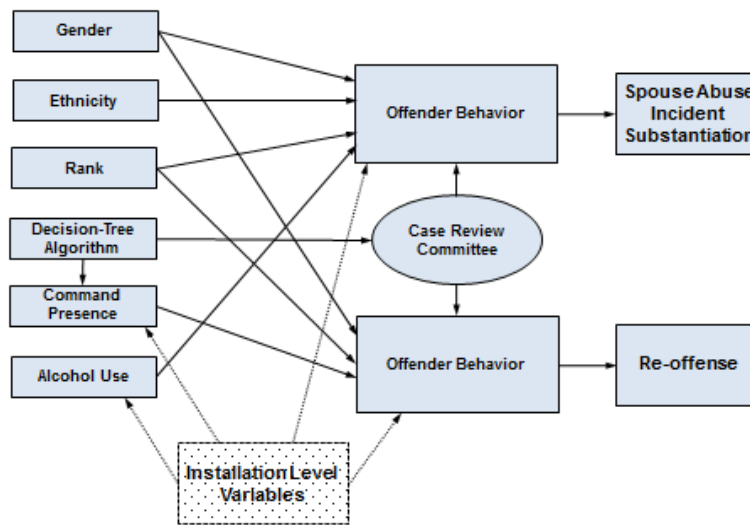 Gender
Ethnicity
Rank
Decision-Tree
Algorithm
Command
Presence
Alcohol Use
Offender Behavior
Case Review
Committee
Offender Behavior
Spouse Abuse
Incident
Substantiation
Re-offense
Installation Level
Variables